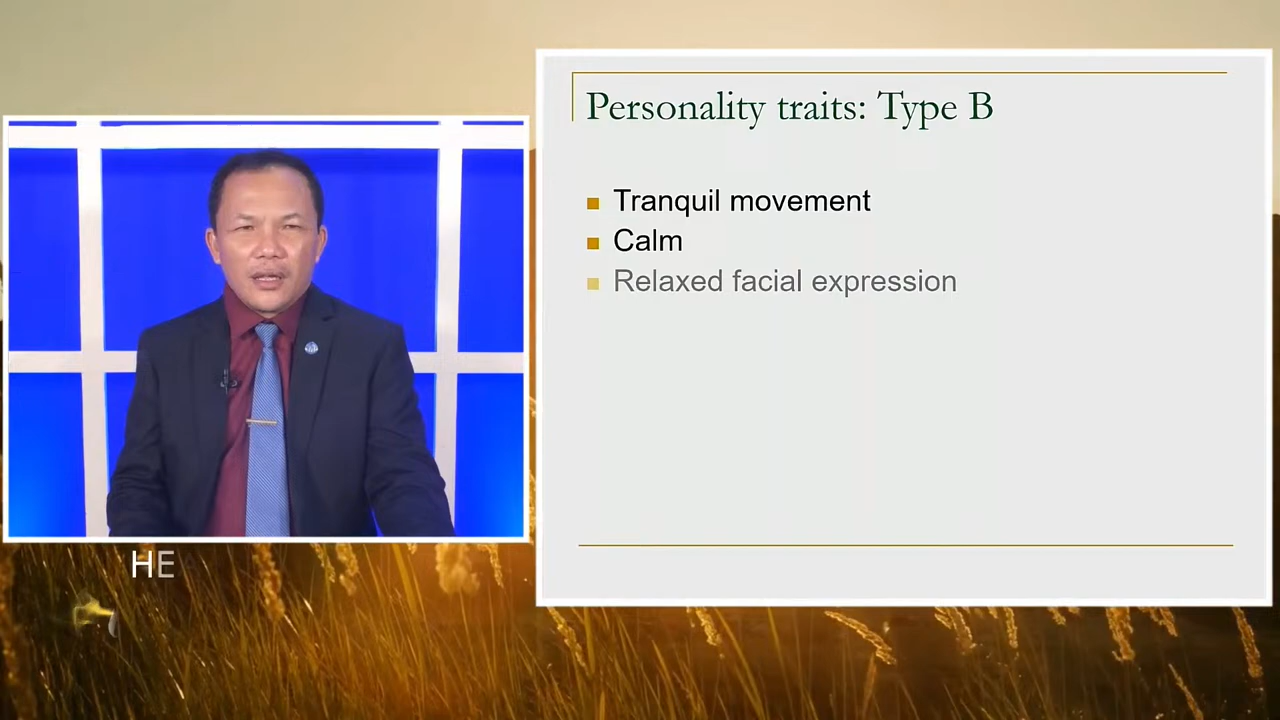 Personality traits: Type B
Tranquil movement
Calm
Relaxed facial expression
HE